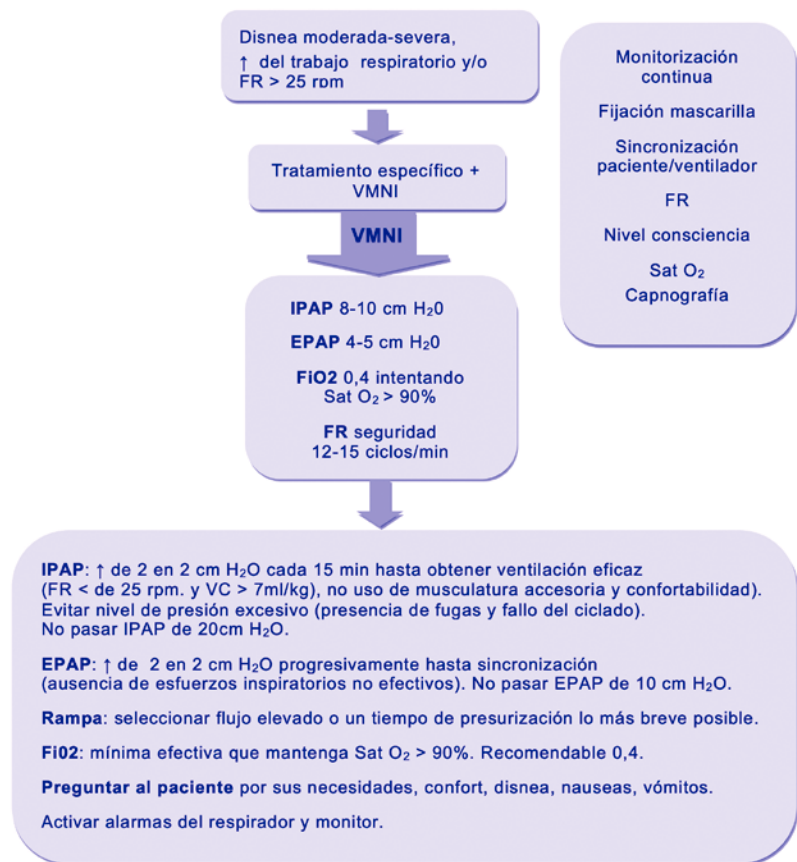 Disnea moderada-severa,
↑ del trabajo respiratorio y/o
FR > 25 rpm
Tratamiento específico +
VMNI
VMNI
IPAP 8-10 cm H₂0
EPAP 4-5 cm H₂0
FiO2 0,4 intentando
Sat O₂ > 90%
FR seguridad
12-15 ciclos/min
Monitorización
continua
Fijación mascarilla
Sincronización
paciente/ventilador
FR
Nivel consciencia
Sat O₂
Capnografía
IPAP: ↑ de 2 en 2 cm H₂O cada 15 min hasta obtener ventilación eficaz
(FR < de 25 rpm. y VC > 7ml/kg), no uso de musculatura accesoria y confortabilidad).
Evitar nivel de presión excesivo (presencia de fugas y fallo del ciclado).
No pasar IPAP de 20cm H₂O.
EPAP: ↑ de 2 en 2 cm H₂O progresivamente hasta sincronización
(ausencia de esfuerzos inspiratorios no efectivos). No pasar EPAP de 10 cm H₂O.
Rampa: seleccionar flujo elevado o un tiempo de presurización lo más breve posible.
Fi02: mínima efectiva que mantenga Sat O₂ > 90%. Recomendable 0,4.
Preguntar al paciente por sus necesidades, confort, disnea, nauseas, vómitos.
Activar alarmas del respirador y monitor.